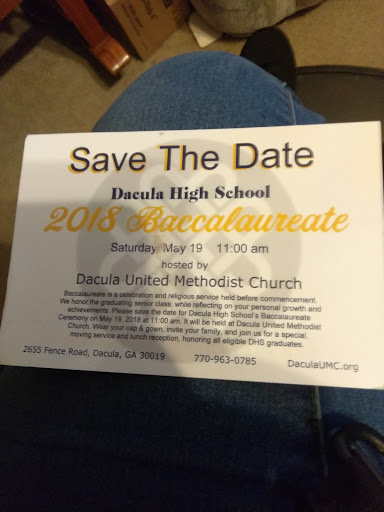 Save The Date
Dacula High School
2018 Baccalaureate
Saturday May 19 11:00 am
hosted by
Dacula United Methodist Church
Baccalaureate is a celebration and religious service held before commencement.
We honor the graduating senior class, while reflecting on your personal growth and
achievements. Please save the date for Dacula High School's Baccalaureate
Ceremony on May 19, 2018 at 11:00 am. It will be held at Dacula United Methodist
Church. Wear your cap & gown, invite your family, and join us for a special,
moving service and lunch reception, honoring all eligible DHS graduates.
2655 Fence Road, Dacula, GA 30019 770-963-0785 DaculaUMC.org